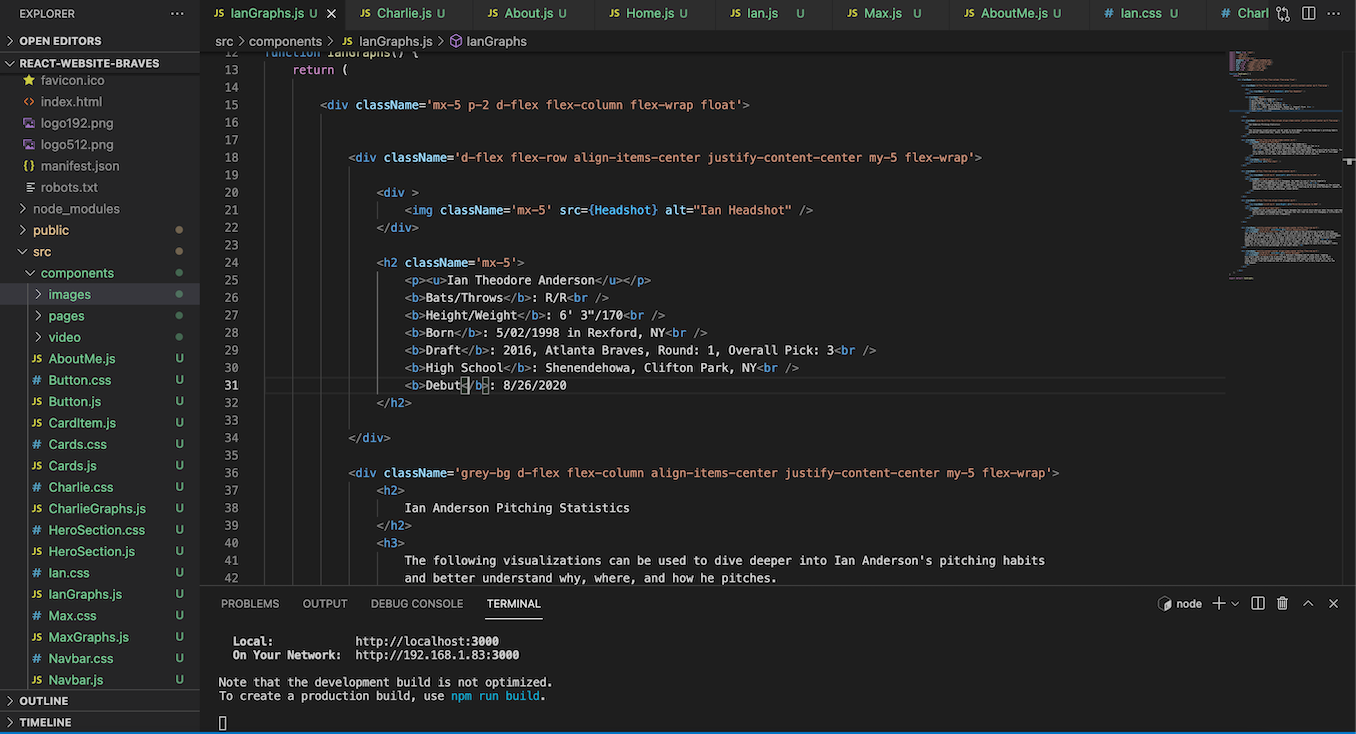 EXPLORER
OPEN EDITORS
REACT-WEBSITE-BRAVES
favicon.ico
index.html
logo192.png
logo512.png
manifest.json
robots.txt
node_modules
public
src
components
images
pages
video
JS AboutMe.js U
# Button.css U
JS Button.js U
JS CardItem.js U
# Cards.css U
JS Cards.js U
# Charlie.css U
JS CharlieGraphs.js U
# HeroSection.css U
JS HeroSection.js U
# Ian.css U
JS IanGraphs.js U
# Max.css U
JS MaxGraphs.js U
# Navbar.css U
JS Navbar.js U
OUTLINE
TIMELINE
JS IanGraphs.js U JS Charlie.js U JS About.js U JS Home.js U JS Ian.js U JS Max.js U JS AboutMe.js U # Ian.css U # Charl
src > components > JS IanGraphs.js > IanGraphs
12 function IanGraphs() {
13 return (
14
15 <div className='mx-5 p-2 d-flex flex-column flex-wrap float'>
16
17
18 <div className='d-flex flex-row align-items-center justify-content-center my-5 flex-wrap'>
19
20 <div >
21 <img className='mx-5' src={Headshot} alt="Ian Headshot" />
22 </div>
23
24 <h2 className='mx-5'>
25 <p><u>Ian Theodore Anderson</u></p>
26 <b>Bats/Throws</b>: R/R<br />
27 <b>Height/Weight</b>: 6' 3"/170<br />
28 <b>Born</b>: 5/02/1998 in Rexford, NY<br />
29 <b>Draft</b>: 2016, Atlanta Braves, Round: 1, Overall Pick: 3<br />
30 <b>High School</b>: Shenendehowa, Clifton Park, NY<br />
31 <b>Debut</b>: 8/26/2020
32 </h2>
33
34 </div>
35
36 <div className='grey-bg d-flex flex-column align-items-center justify-content-center my-5 flex-wrap'>
37 <h2>
38 Ian Anderson Pitching Statistics
39 </h2>
40 <h3>
41 The following visualizations can be used to dive deeper into Ian Anderson's pitching habits
42 and better understand why, where, and how he pitches.
PROBLEMS OUTPUT DEBUG CONSOLE TERMINAL node
Local: http://localhost:3000
On Your Network: http://192.168.1.83:3000
Note that the development build is not optimized.
To create a production build, use npm run build.